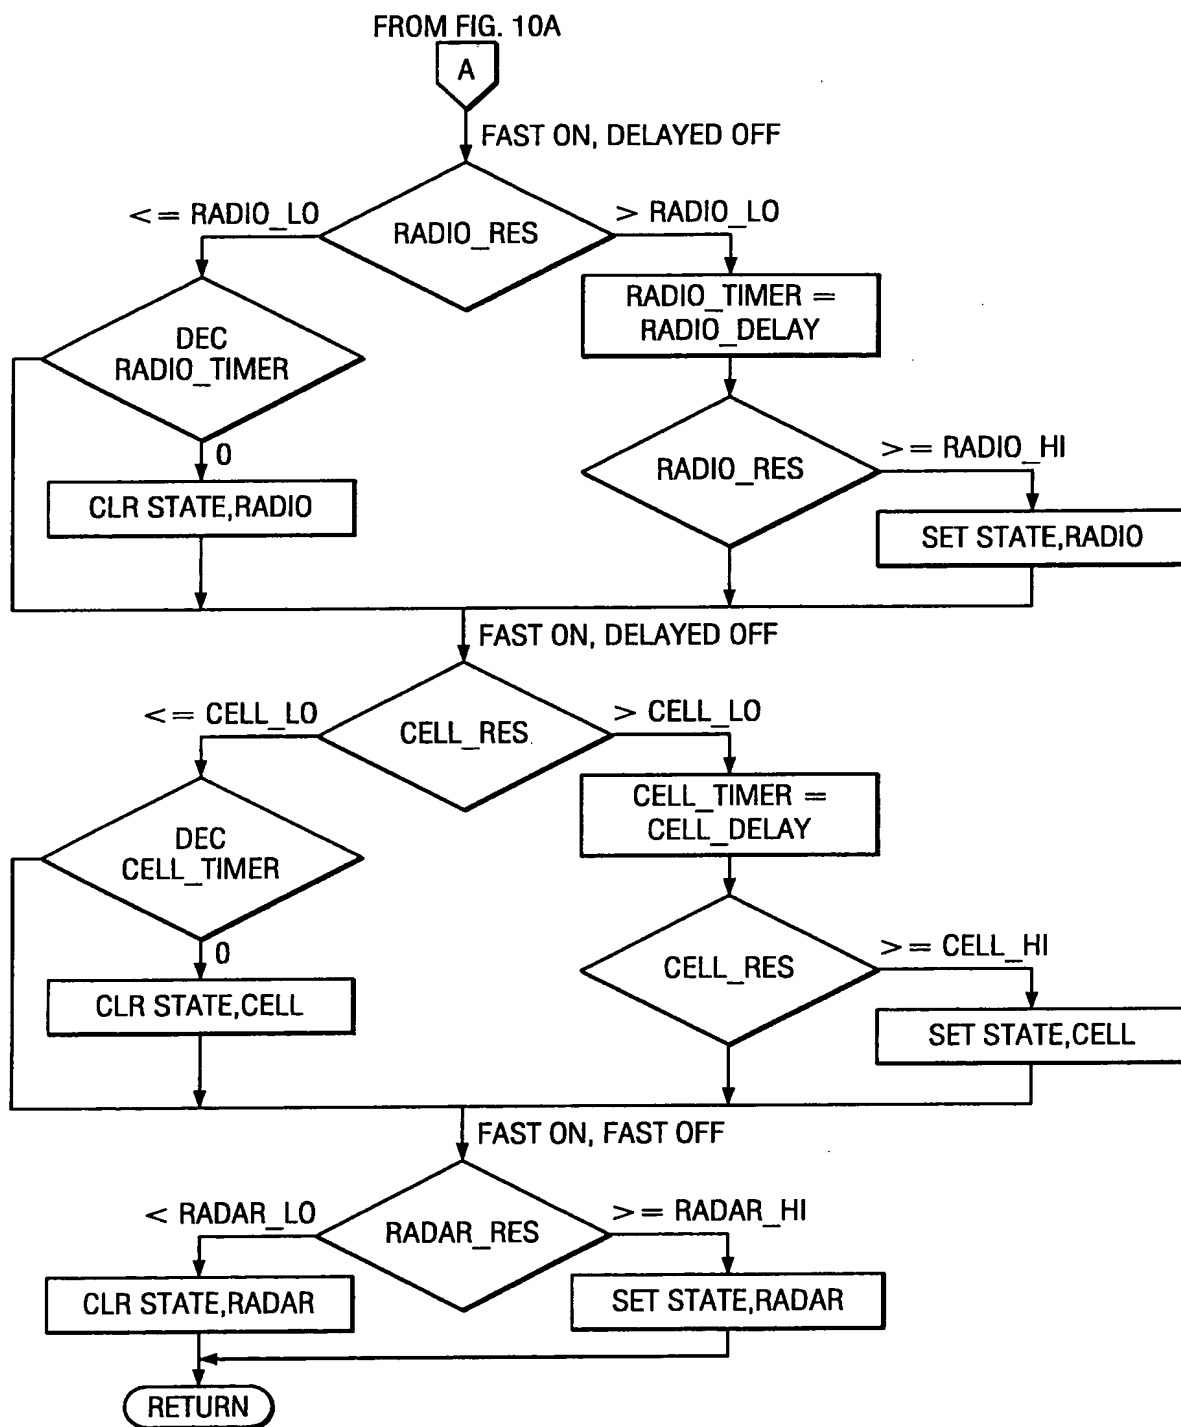 FROM FIG. 10A
A
FAST ON, DELAYED OFF
<= RADIO_LO
RADIO_RES
> RADIO_LO
RADIO_TIMER =
RADIO_DELAY
DEC
RADIO_TIMER
0
CLR STATE,RADIO
RADIO_RES
>= RADIO_HI
SET STATE,RADIO
FAST ON, DELAYED OFF
<= CELL_LO
CELL_RES
> CELL_LO
CELL_TIMER =
CELL_DELAY
DEC
CELL_TIMER
0
CLR STATE,CELL
CELL_RES
>= CELL_HI
SET STATE,CELL
FAST ON, FAST OFF
< RADAR_LO
RADAR_RES
>= RADAR_HI
CLR STATE,RADAR
SET STATE,RADAR
RETURN